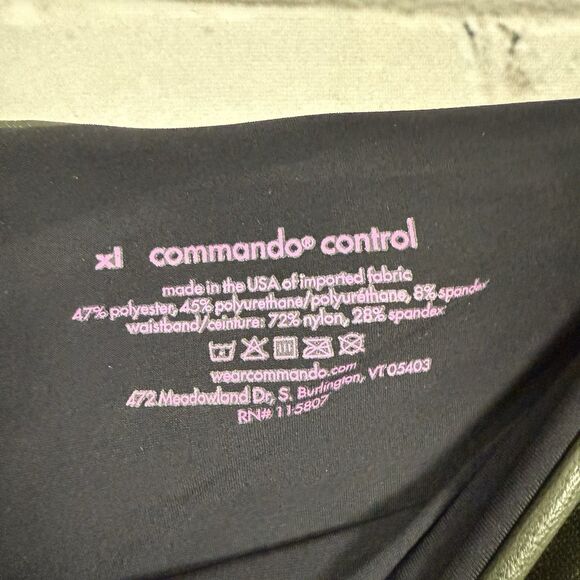 xl commando® control
made in the USA of imported fabric
47% polyester, 45% polyurethane/polyuréthane, 8% spandex
waistband/ceinture: 72% nylon, 28% spandex
wearcommando.com
472 Meadowland Dr, S. Burlington, VT 05403
RN# 115807